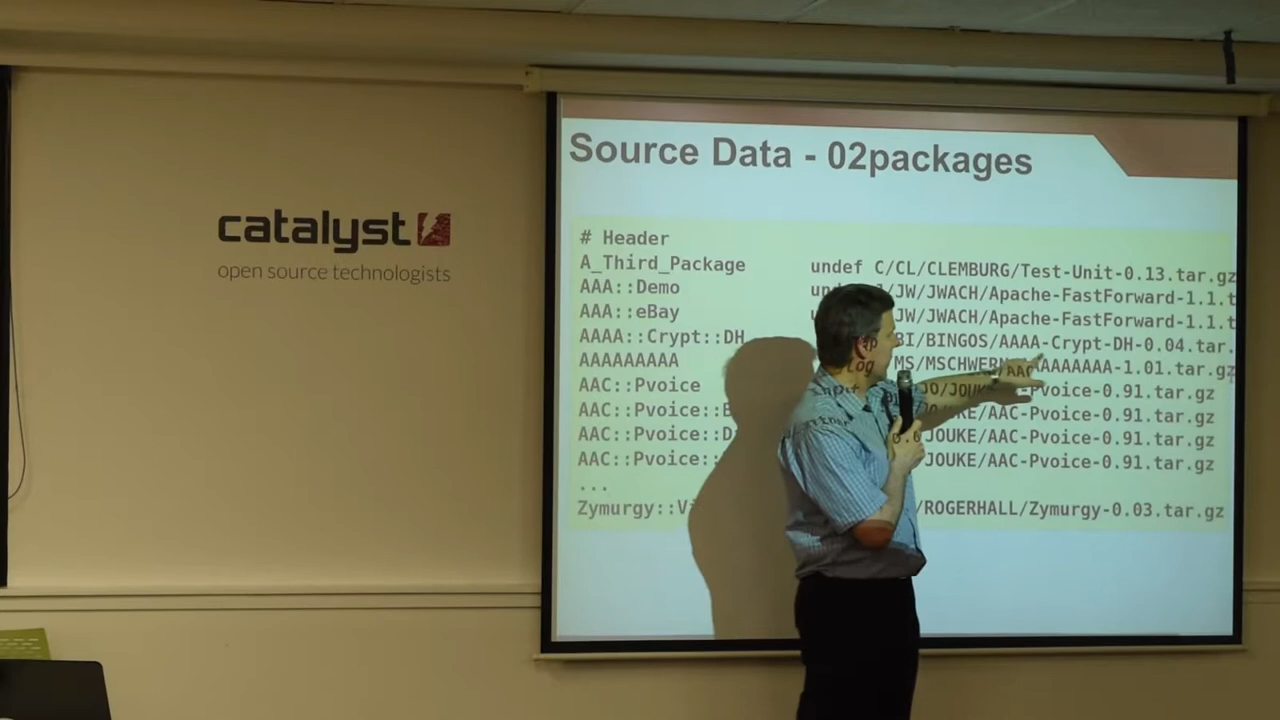 catalyst
open source technologists
Source Data - 02packages
# Header
A_Third_Package undef C/CL/CLEMBURG/Test-Unit-0.13.tar.gz
AAA::Demo J/JW/JWACH/Apache-FastForward-1.1.t
AAA::eBay /JW/JWACH/Apache-FastForward-1.1.t
AAAA::Crypt::DH BI/BINGOS/AAAA-Crypt-DH-0.04.tar.
AAAAAAAAA MS/MSCHWERN AAAAAAAA-1.01.tar.gz
AAC::Pvoice JO/JOUKE Pvoice-0.91.tar.gz
AAC::Pvoice:: JOUKE/AAC-Pvoice-0.91.tar.gz
AAC::Pvoice:: JOUKE/AAC-Pvoice-0.91.tar.gz
AAC::Pvoice:: JOUKE/AAC-Pvoice-0.91.tar.gz
...
Zymurgy:: /ROGERHALL/Zymurgy-0.03.tar.gz